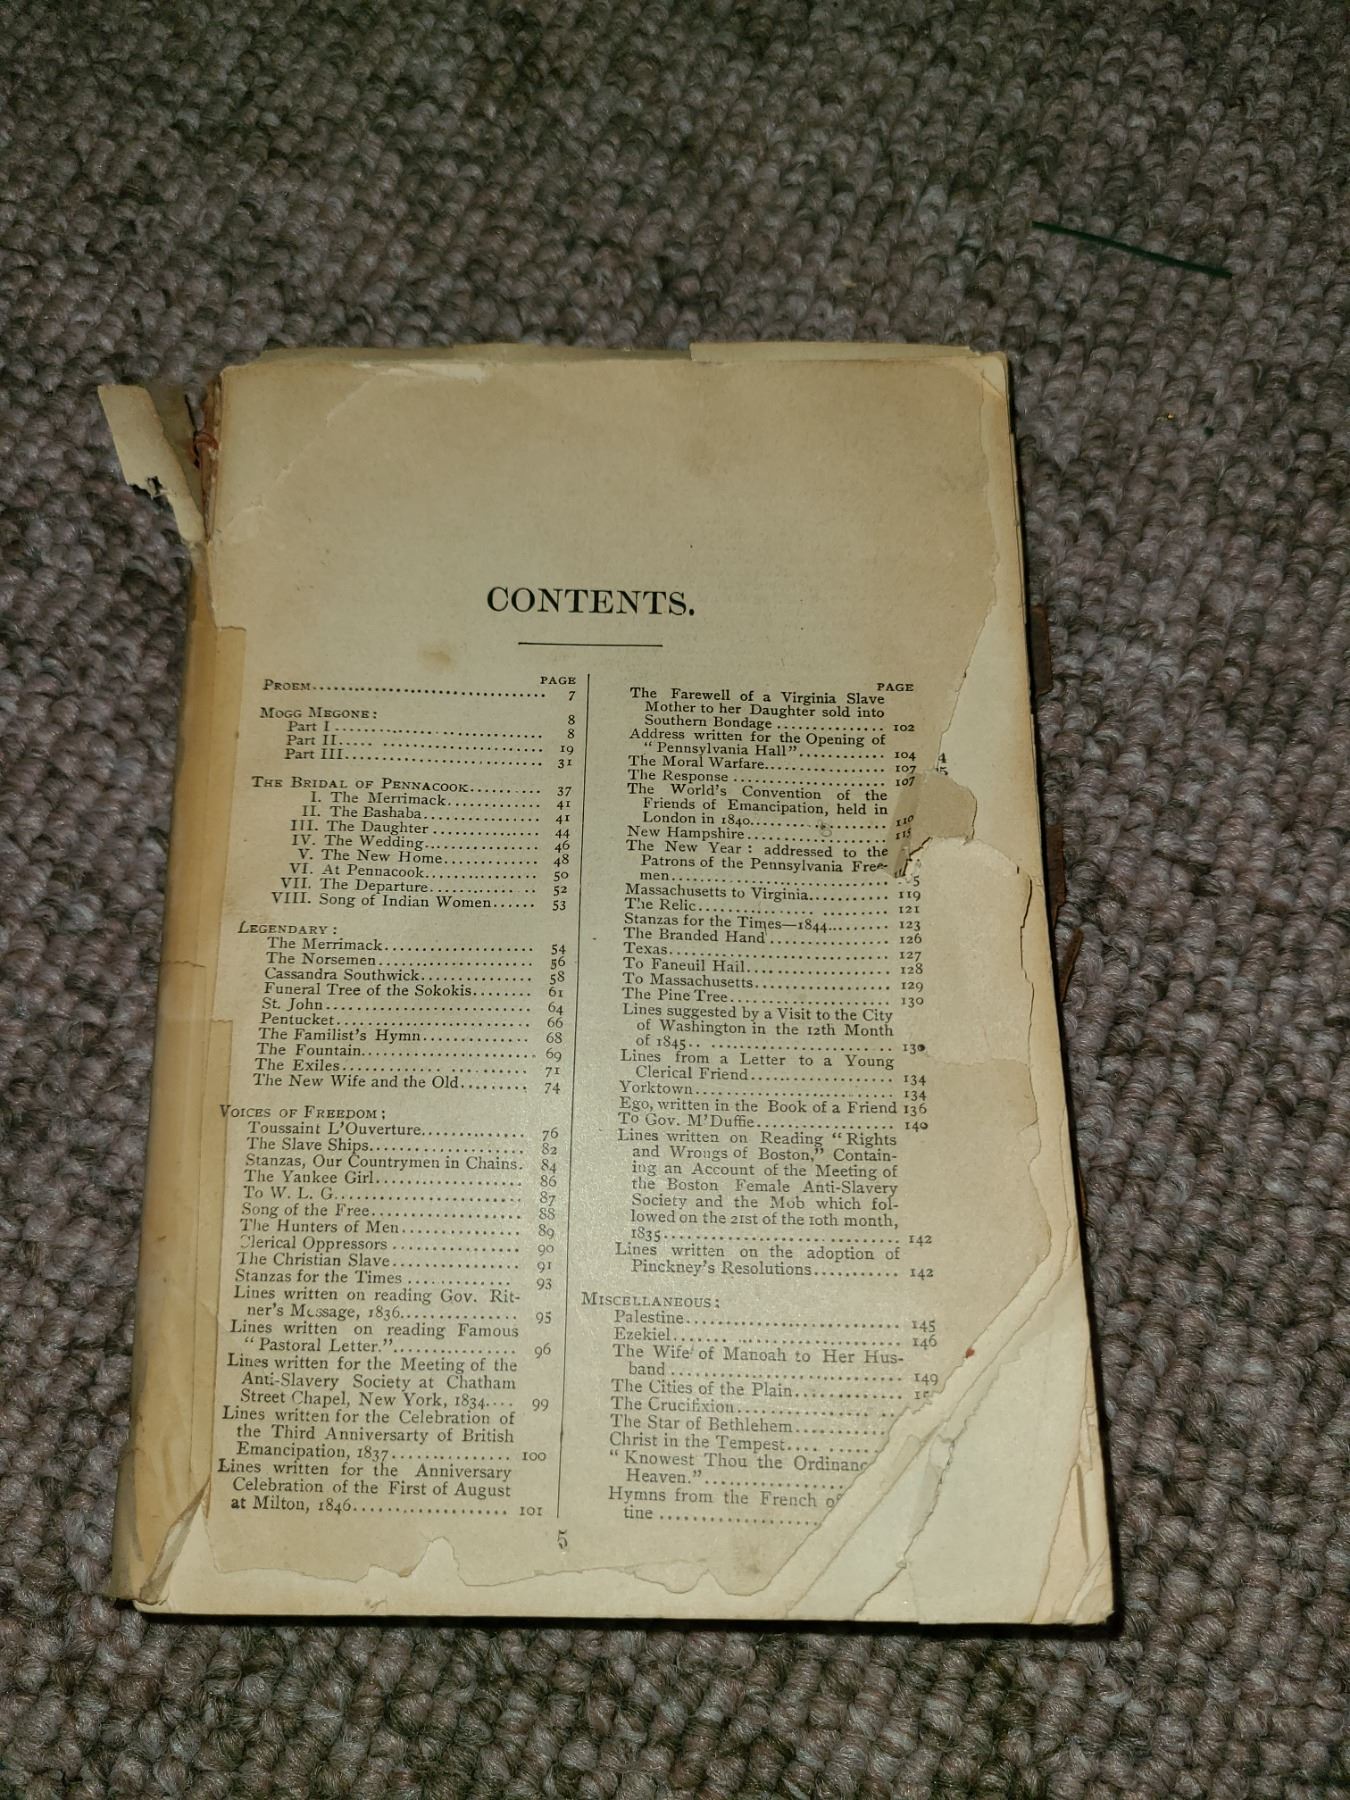 CONTENTS.
PAGE
PROEM................................ 7
MOGG MEGONE: 8
Part I............................. 8
Part II..... ...................... 19
Part III........................... 31
THE BRIDAL OF PENNACOOK.......... 37
I. The Merrimack............. 41
II. The Bashaba............... 41
III. The Daughter ............. 44
IV. The Wedding............... 46
V. The New Home............. 48
VI. At Pennacook.............. 50
VII. The Departure............. 52
VIII. Song of Indian Women...... 53
LEGENDARY:
The Merrimack.................... 54
The Norsemen..................... 56
Cassandra Southwick.............. 58
Funeral Tree of the Sokokis........ 61
St. John.......................... 64
Pentucket......................... 66
The Familist's Hymn............... 68
The Fountain...................... 69
The Exiles............. .......... 71
The New Wife and the Old......... 74
VOICES OF FREEDOM:
Toussaint L'Ouverture............. 76
The Slave Ships................... 82
Stanzas, Our Countrymen in Chains. 84
The Yankee Girl................... 86
To W. L. G........................ 87
Song of the Free.................. 88
The Hunters of Men............... 89
Clerical Oppressors ............... 90
The Christian Slave................ 91
Stanzas for the Times ............. 93
Lines written on reading Gov. Rit-
ner's Message, 1836............... 95
Lines written on reading Famous
"Pastoral Letter."................ 96
Lines written for the Meeting of the
Anti-Slavery Society at Chatham
Street Chapel, New York, 1834.... 99
Lines written for the Celebration of
the Third Anniversarty of British
Emancipation, 1837............... 100
Lines written for the Anniversary
Celebration of the First of August
at Milton, 1846.................... 101
PAGE
The Farewell of a Virginia Slave
Mother to her Daughter sold into
Southern Bondage .............. 102
Address written for the Opening of
"Pennsylvania Hall"............ 104
The Moral Warfare................ 107
The Response .................... 107
The World's Convention of the
Friends of Emancipation, held in
London in 1840................. 110
New Hampshire................... 115
The New Year: addressed to the
Patrons of the Pennsylvania Free-
men............................
Massachusetts to Virginia.......... 119
The Relic............. ........... 121
Stanzas for the Times—1844........ 123
The Branded Hand................ 126
Texas............................. 127
To Faneuil Hall................... 128
To Massachusetts.................. 129
The Pine Tree..................... 130
Lines suggested by a Visit to the City
of Washington in the 12th Month
of 1845.. ....................... 130
Lines from a Letter to a Young
Clerical Friend.................. 134
Yorktown......................... 134
Ego, written in the Book of a Friend 136
To Gov. M'Duffie.................. 140
Lines written on Reading "Rights
and Wrongs of Boston," Contain-
ing an Account of the Meeting of
the Boston Female Anti-Slavery
Society and the Mob which fol-
lowed on the 21st of the 10th month,
1835............................. 142
Lines written on the adoption of
Pinckney's Resolutions........... 142
MISCELLANEOUS:
Palestine.......................... 145
Ezekiel....... ................... 146
The Wife of Manoah to Her Hus-
band ............................ 149
The Cities of the Plain..............
The Crucifixion.....................
The Star of Bethlehem.............
Christ in the Tempest.... ......
"Knowest Thou the
Heaven."....................
Hymns from the French
tine ......................
5